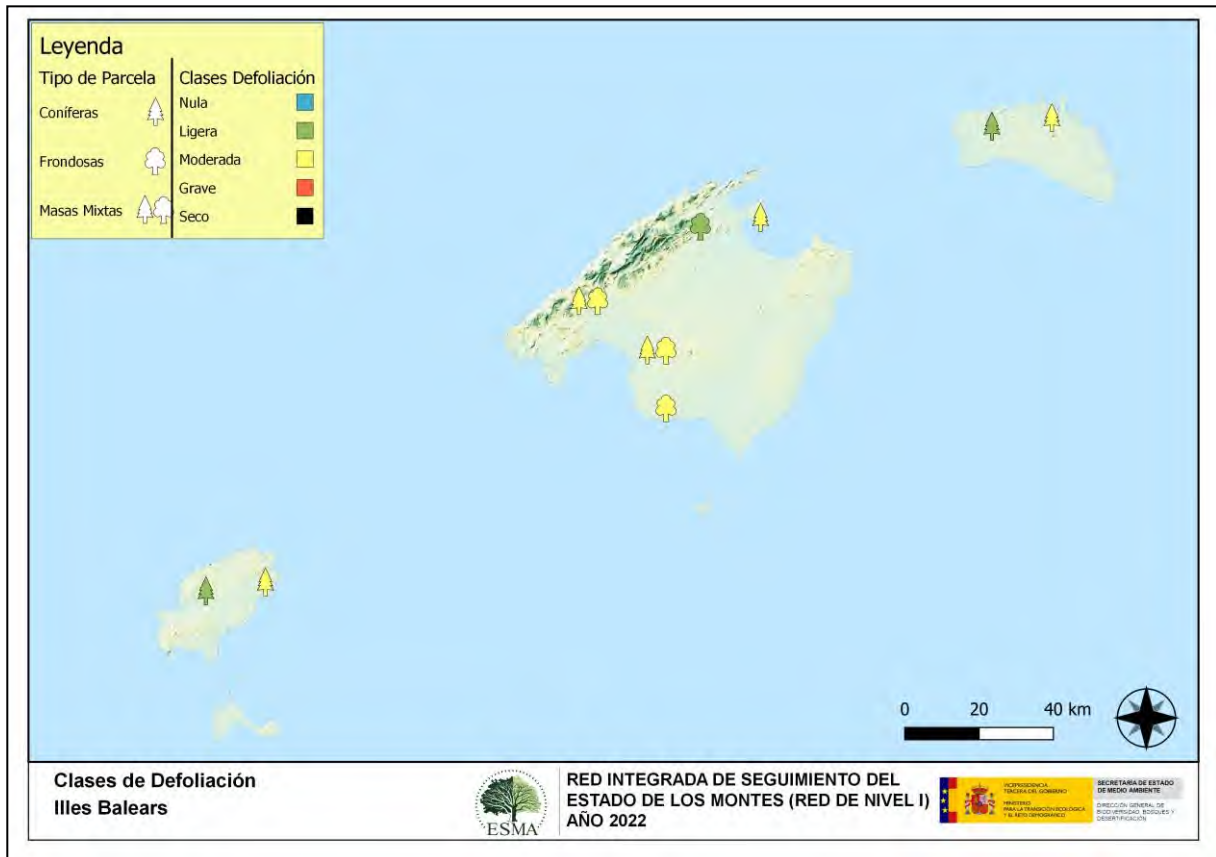 Leyenda
Tipo de Parcela
Coníferas
Frondosas
Masas Mixtas
Clases Defoliación
Nula
Ligera
Moderada
Grave
Seco
0 20 40 km
Clases de Defoliación
Illes Balears
ESMA
RED INTEGRADA DE SEGUIMIENTO DEL
ESTADO DE LOS MONTES (RED DE NIVEL I)
AÑO 2022
VICEPRESIDENCIA
TERCERA DEL GOBIERNO
MINISTERIO
PARA LA TRANSICIÓN ECOLÓGICA
Y EL RETO DEMOGRÁFICO
SECRETARÍA DE ESTADO
DE MEDIO AMBIENTE
DIRECCIÓN GENERAL DE
BIODIVERSIDAD, BOSQUES Y
DESERTIFICACIÓN